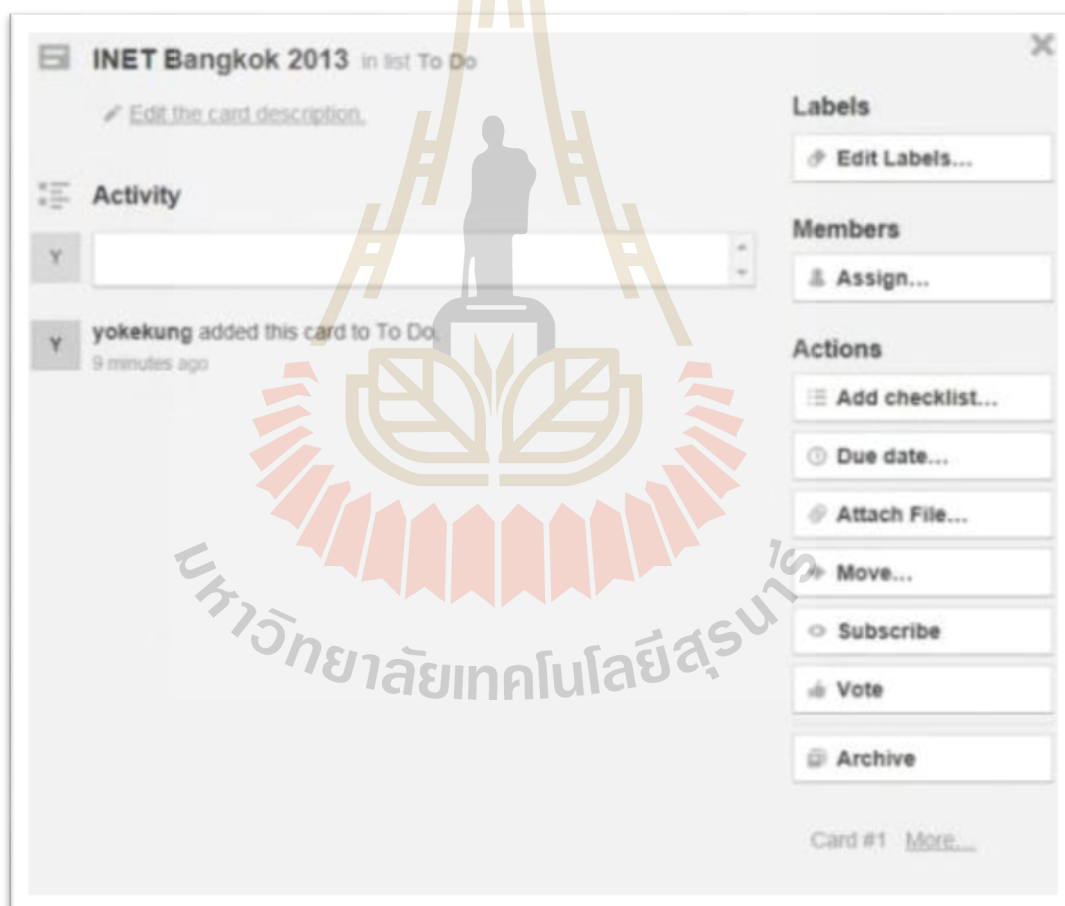 INET Bangkok 2013 in list To Do
Edit the card description.
Activity
Y
Y
yokekung added this card to To Do.
9 minutes ago
Labels
Edit Labels...
Members
Assign...
Actions
Add checklist...
Due date...
Attach File...
Move...
Subscribe
Vote
Archive
Card #1 More...
มหาวิทยาลัยเทคโนโลยีสุรนารี